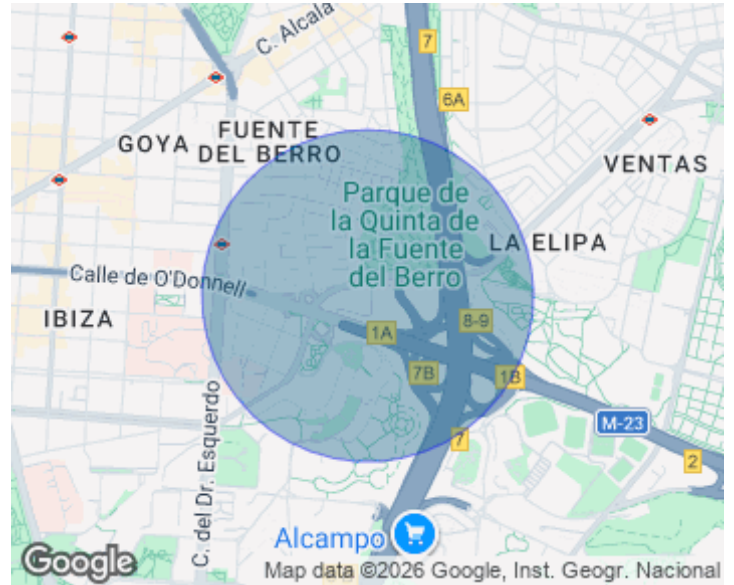 7
C. Alcalá
6A
GOYA
FUENTE
DEL BERRO
VENTAS
Parque de
la Quinta de
la Fuente
del Berro
LA ELIPA
Calle de O'Donnell
IBIZA
8-9
1A
7B
1B
M-23
7
2
C. del Dr. Esquerdo
Alcampo
Google
Map data ©2026 Google, Inst. Geogr. Nacional